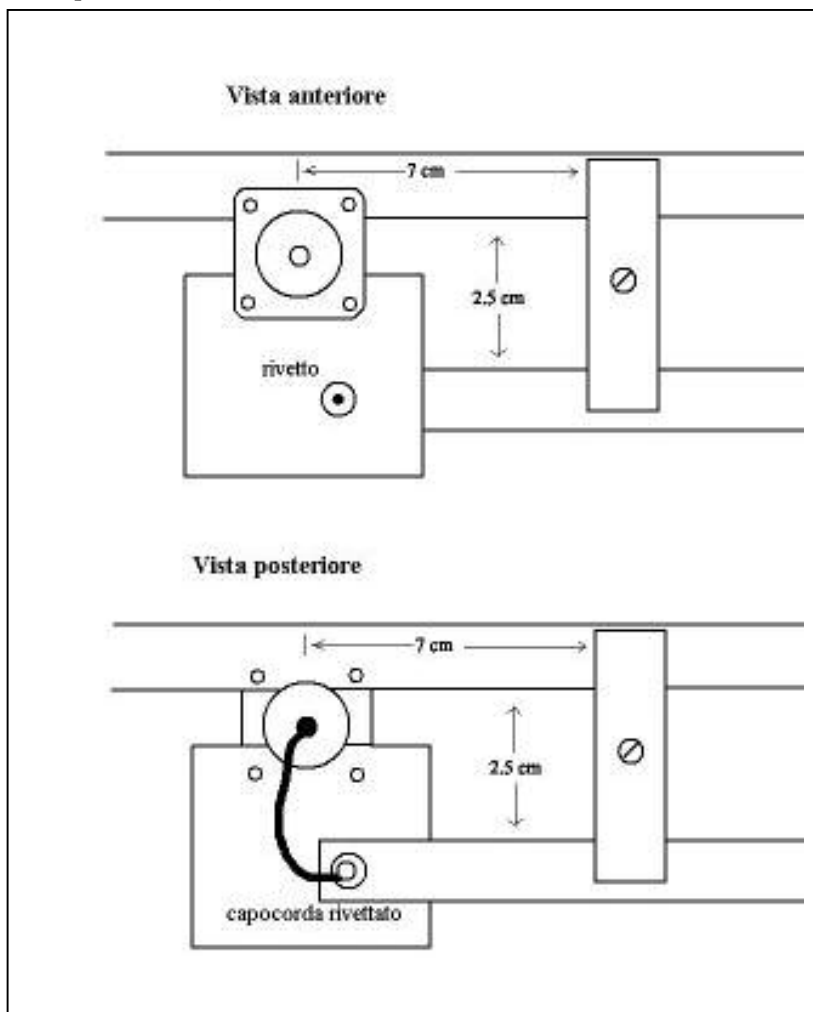 Vista anteriore
7 cm
2.5 cm
rivetto
Vista posteriore
7 cm
2.5 cm
capocorda rivettato